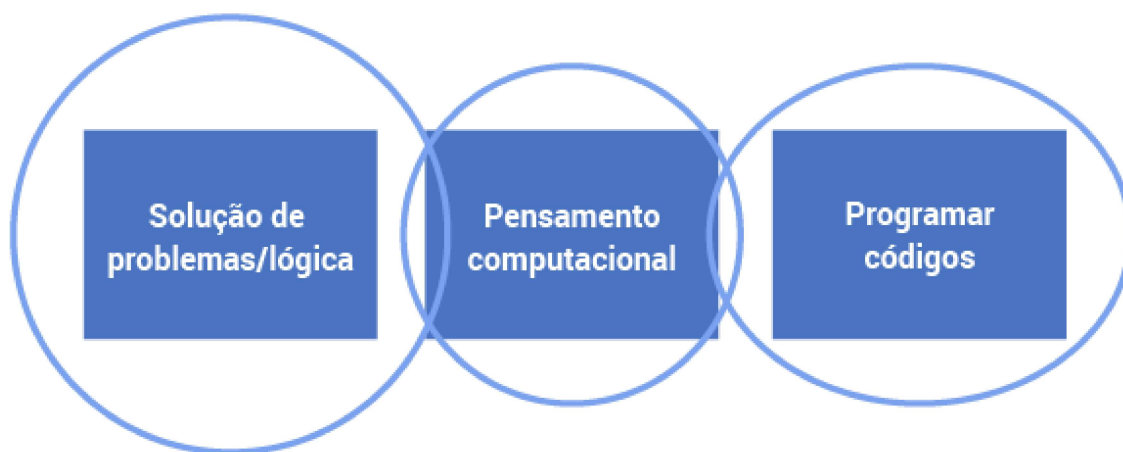 Solução de
problemas/lógica
Pensamento
computacional
Programar
códigos